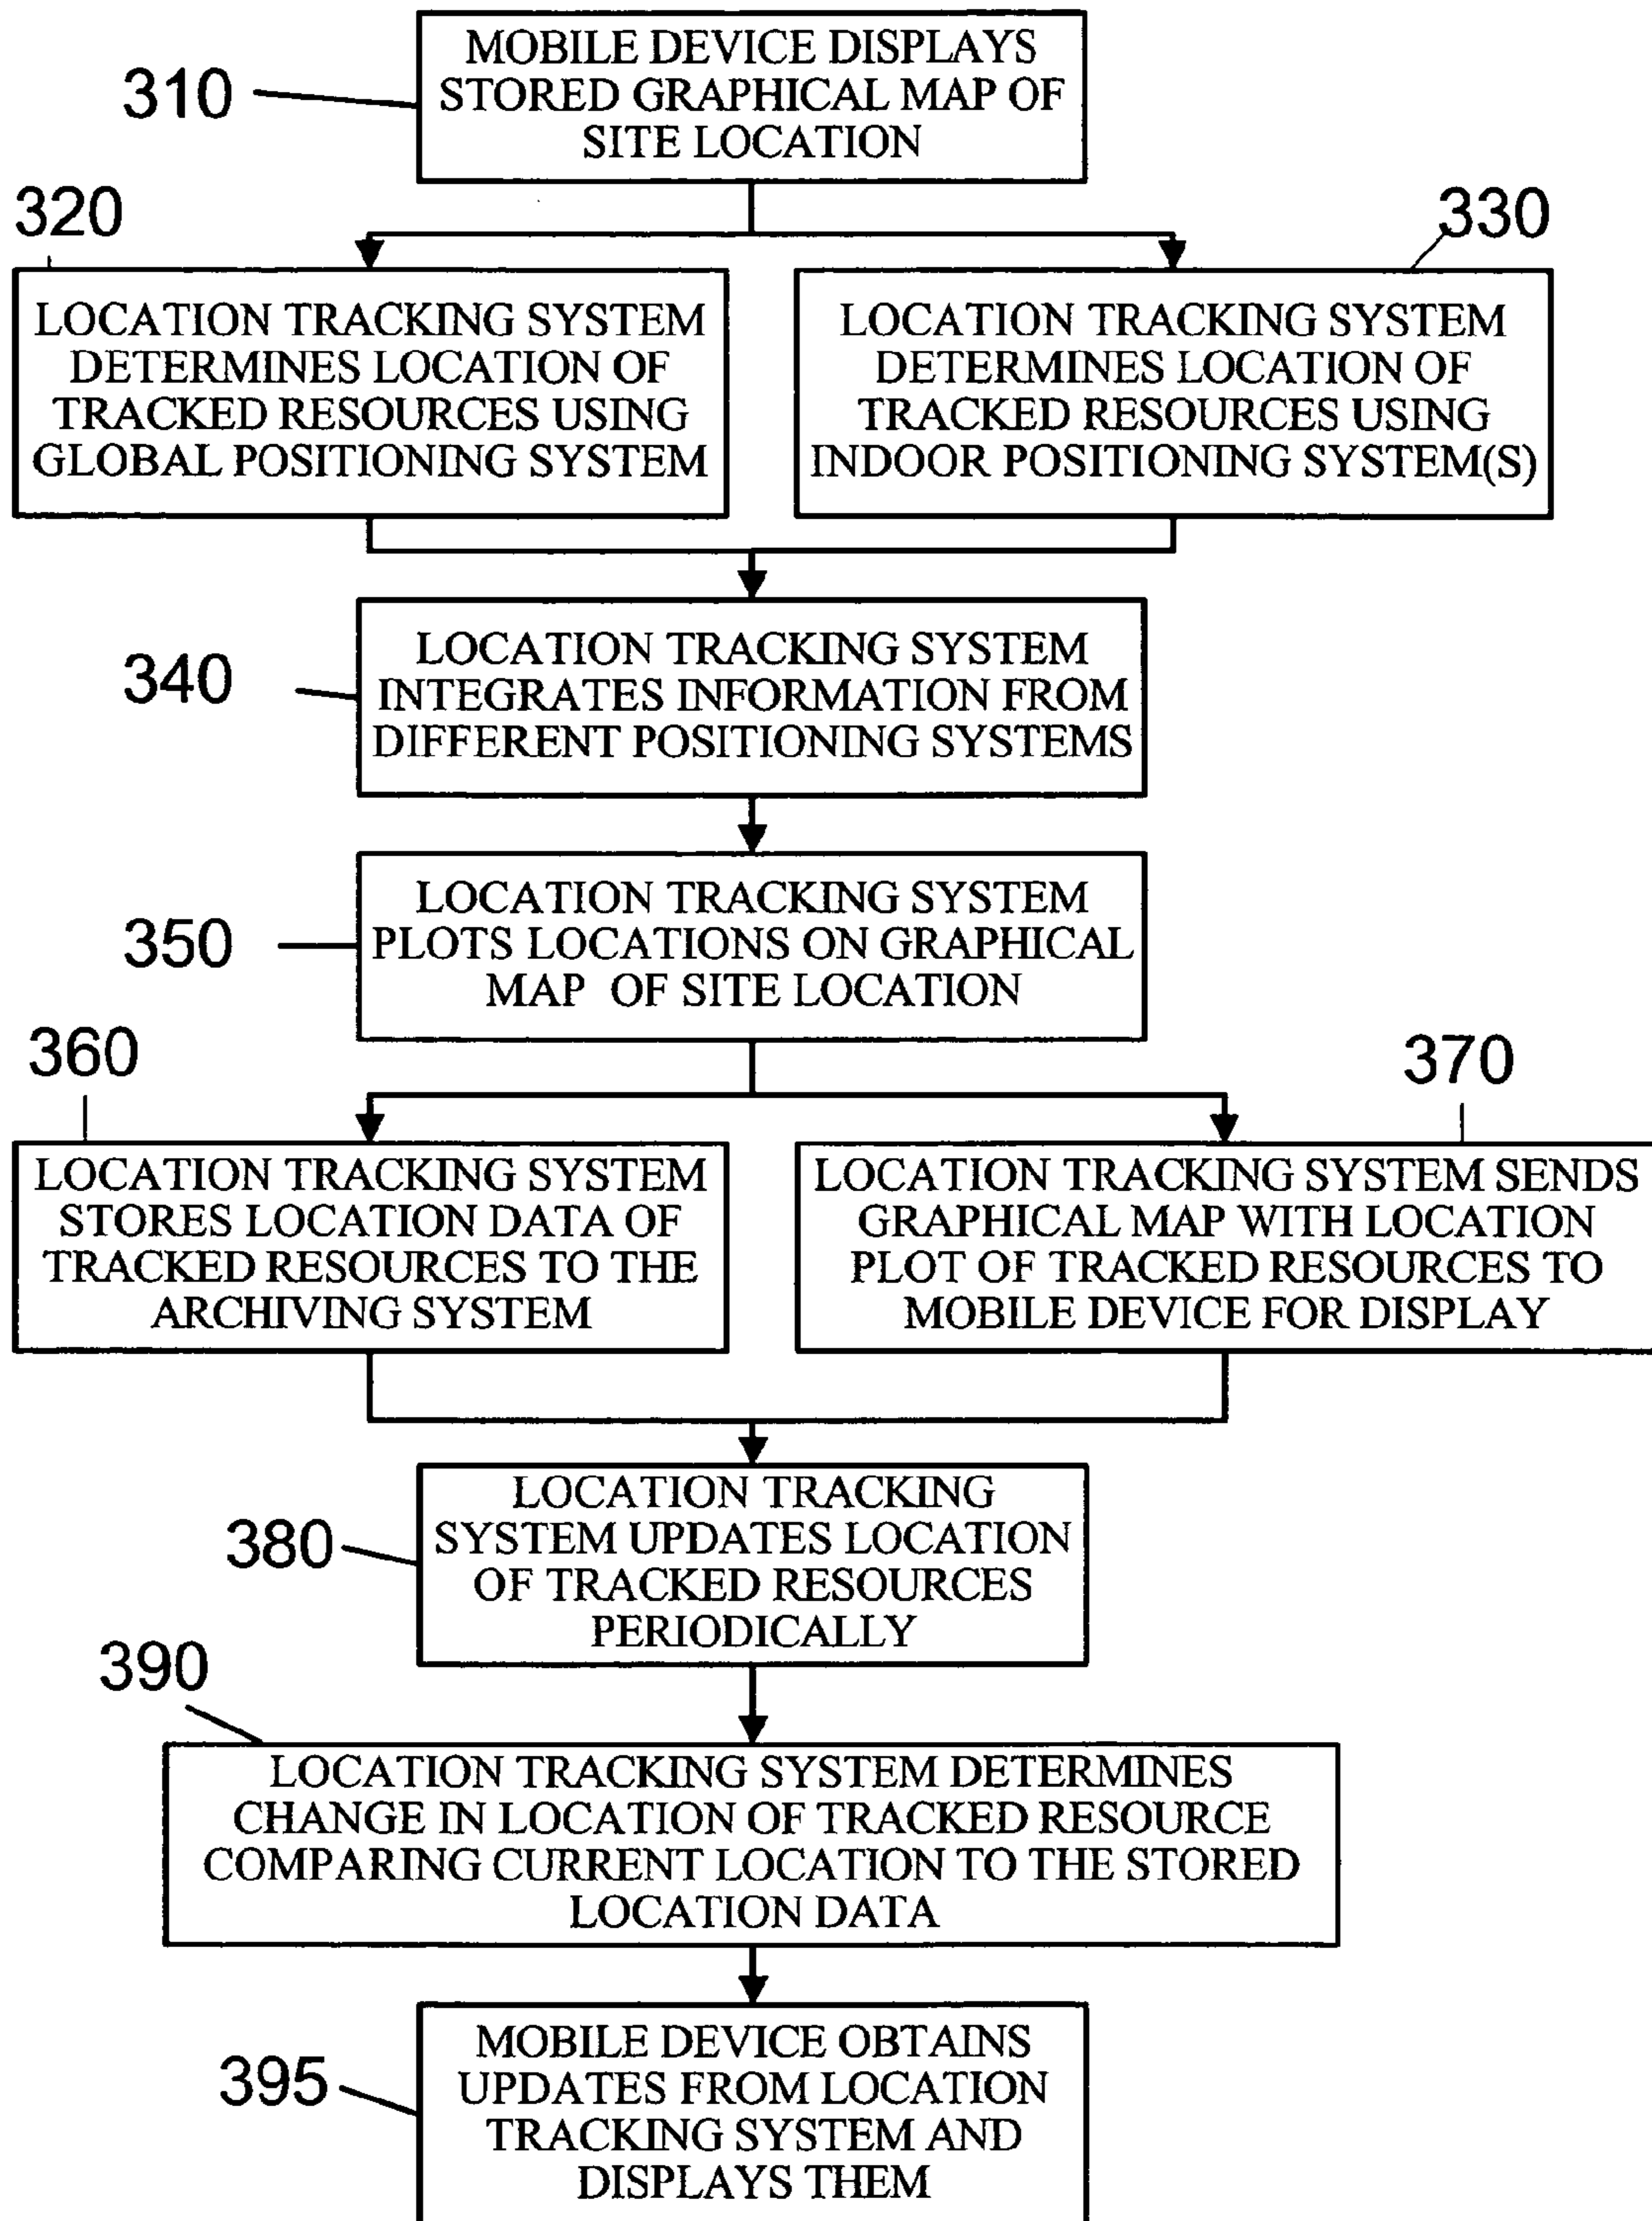 310
MOBILE DEVICE DISPLAYS
STORED GRAPHICAL MAP OF
SITE LOCATION
320
LOCATION TRACKING SYSTEM
DETERMINES LOCATION OF
TRACKED RESOURCES USING
GLOBAL POSITIONING SYSTEM
330
LOCATION TRACKING SYSTEM
DETERMINES LOCATION OF
TRACKED RESOURCES USING
INDOOR POSITIONING SYSTEM(S)
340
LOCATION TRACKING SYSTEM
INTEGRATES INFORMATION FROM
DIFFERENT POSITIONING SYSTEMS
350
LOCATION TRACKING SYSTEM
PLOTS LOCATIONS ON GRAPHICAL
MAP OF SITE LOCATION
360
LOCATION TRACKING SYSTEM
STORES LOCATION DATA OF
TRACKED RESOURCES TO THE
ARCHIVING SYSTEM
370
LOCATION TRACKING SYSTEM SENDS
GRAPHICAL MAP WITH LOCATION
PLOT OF TRACKED RESOURCES TO
MOBILE DEVICE FOR DISPLAY
380
LOCATION TRACKING
SYSTEM UPDATES LOCATION
OF TRACKED RESOURCES
PERIODICALLY
390
LOCATION TRACKING SYSTEM DETERMINES
CHANGE IN LOCATION OF TRACKED RESOURCE
COMPARING CURRENT LOCATION TO THE STORED
LOCATION DATA
395
MOBILE DEVICE OBTAINS
UPDATES FROM LOCATION
TRACKING SYSTEM AND
DISPLAYS THEM